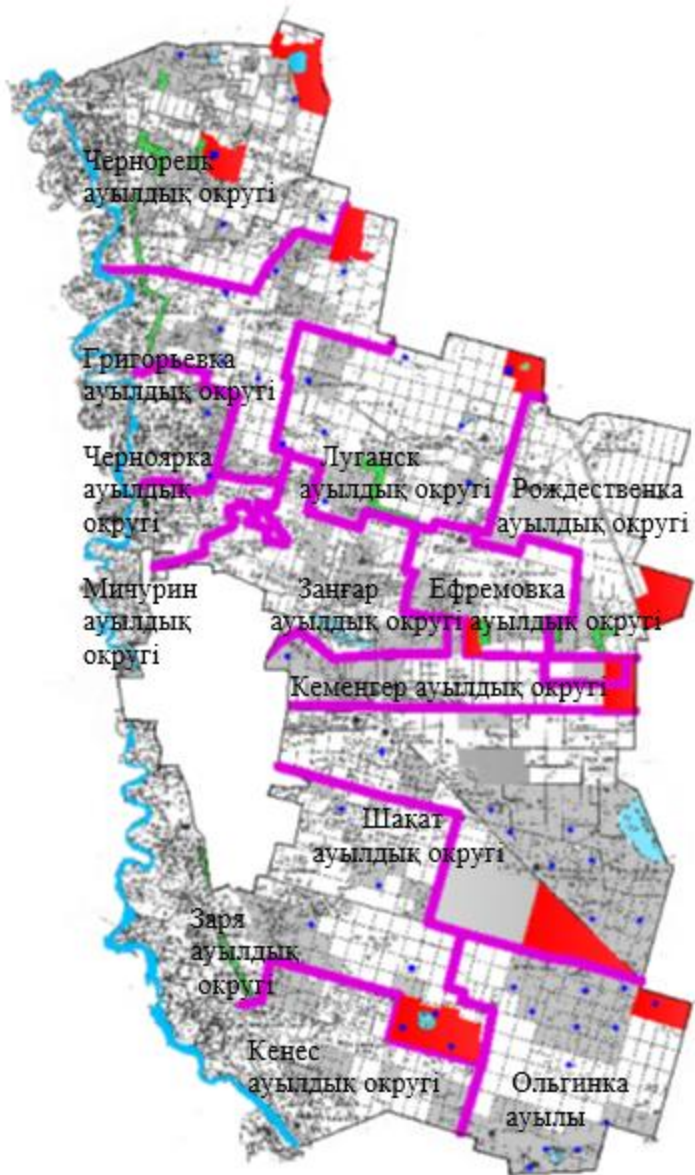 Чернорецк
ауылдық округі
Григорьевка
ауылдық округі
Черноярка
ауылдық
округі
Луганск
ауылдық округі
Рождественка
ауылдық округі
Мичурин
ауылдық
округі
Заңғар
ауылдық округі
Ефремовка
ауылдық округі
Кеменгер ауылдық округі
Шақат
ауылдық округі
Заря
ауылдық
округі
Кенес
ауылдық округі
Ольгинка
ауылы